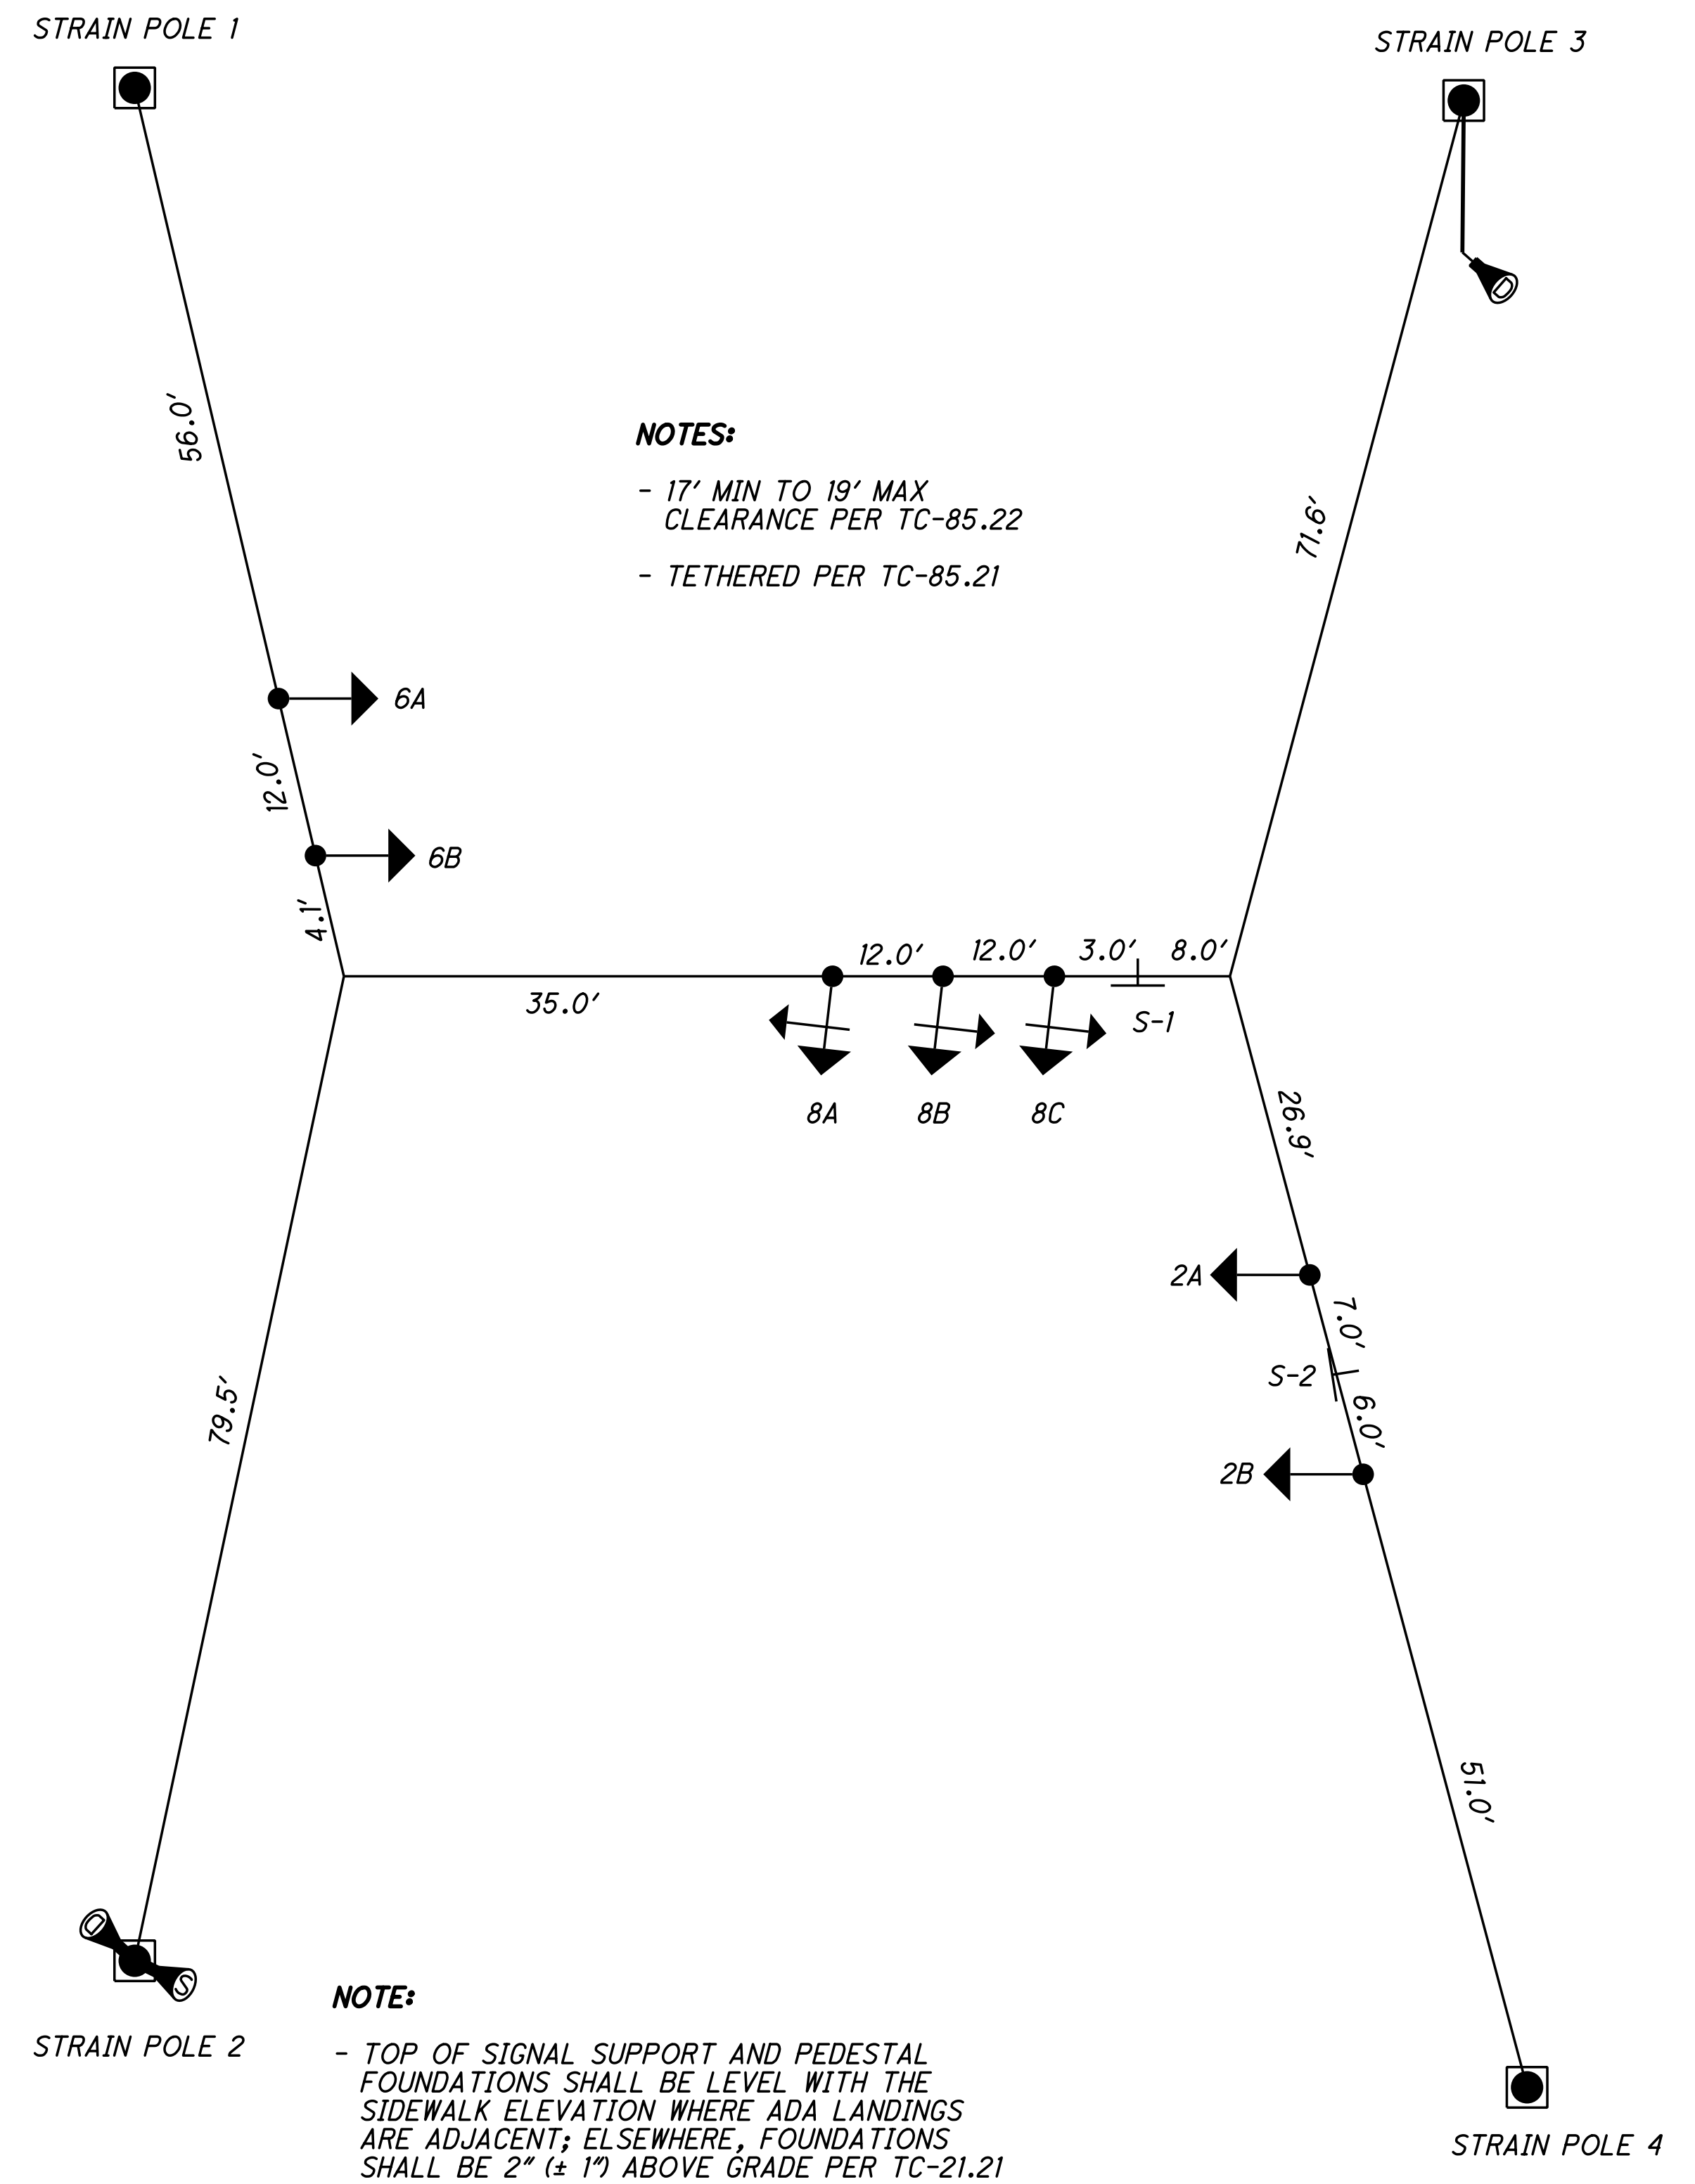 STRAIN POLE 1
STRAIN POLE 3
D
56.0'
NOTES:
- 17' MIN TO 19' MAX
CLEARANCE PER TC-85.22
- TETHERED PER TC-85.21
71.6'
6A
12.0'
6B
4.1'
12.0' 12.0' 3.0' 8.0'
35.0'
S-1
8A 8B 8C
26.9'
2A
7.0'
S-2
6.0'
2B
79.5'
51.0'
D
S
STRAIN POLE 2
NOTE:
- TOP OF SIGNAL SUPPORT AND PEDESTAL
FOUNDATIONS SHALL BE LEVEL WITH THE
SIDEWALK ELEVATION WHERE ADA LANDINGS
ARE ADJACENT; ELSEWHERE, FOUNDATIONS
SHALL BE 2" (± 1") ABOVE GRADE PER TC-21.21
STRAIN POLE 4